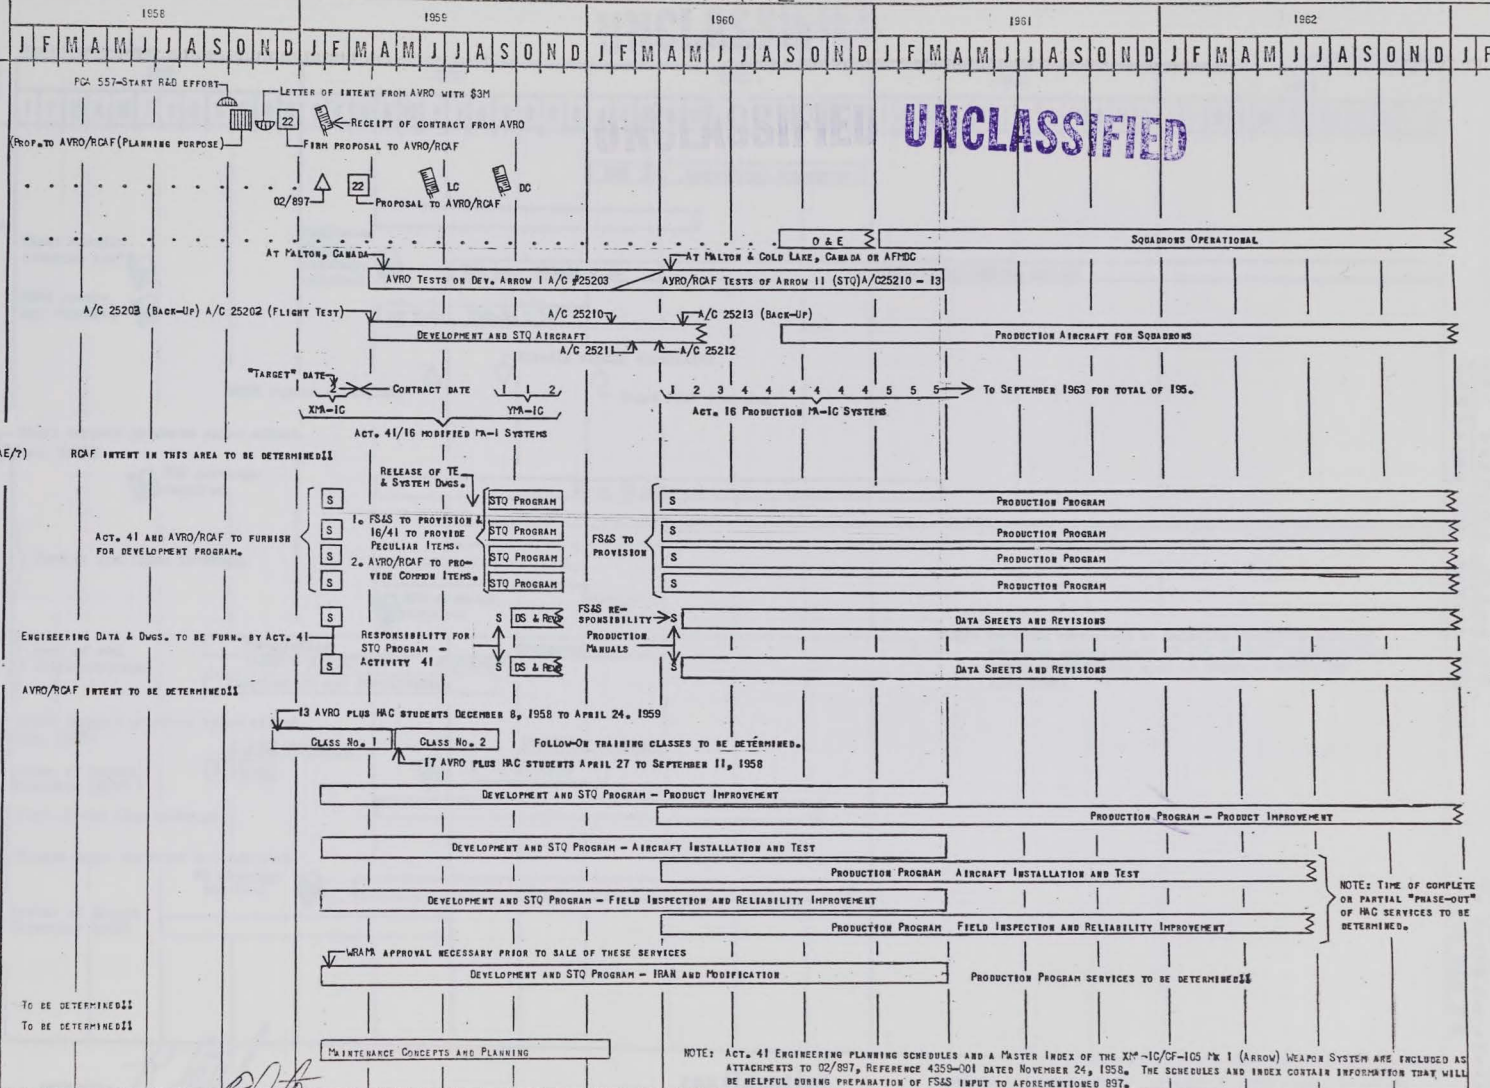 1958 1959 1960 1961 1962
J F M A M J J A S O N D J F M A M J J A S O N D J F M A M J J A S O N D J F M A M J J A S O N D J F M A M J J A S O N D J F
PCA 557-START R&D EFFORT
LETTER OF INTENT FROM AVRO WITH $3M
22
RECEIPT OF CONTRACT FROM AVRO
(PROP. TO AVRO/RCAF (PLANNING PURPOSE)
FIRM PROPOSAL TO AVRO/RCAF
UNCLASSIFIED
22
LC
DC
02/897
PROPOSAL TO AVRO/RCAF
O & E
SQUADRONS OPERATIONAL
AT MALTON, CANADA
AT MALTON & COLD LAKE, CANADA OR AFMDC
AVRO TESTS ON DEV. ARROW I A/C #25203
AVRO/RCAF TESTS OF ARROW II (STQ) A/C25210 - 13
A/C 25203 (BACK-UP) A/C 25202 (FLIGHT TEST)
A/C 25210
A/C 25213 (BACK-UP)
DEVELOPMENT AND STQ AIRCRAFT
PRODUCTION AIRCRAFT FOR SQUADRONS
A/C 25211
A/C 25212
"TARGET" DATE
2
CONTRACT DATE
1 1 2
1 2 3 4 4 4 4 4 5 5 5
TO SEPTEMBER 1963 FOR TOTAL OF 195.
XMA-1C
YMA-1C
ACT. 16 PRODUCTION MA-1C SYSTEMS
ACT. 41/16 MODIFIED MA-1 SYSTEMS
AE/?)
RCAF INTENT IN THIS AREA TO BE DETERMINED!!
RELEASE OF TE
& SYSTEM DWGS.
S
STQ PROGRAM
S
PRODUCTION PROGRAM
ACT. 41 AND AVRO/RCAF TO FURNISH
FOR DEVELOPMENT PROGRAM.
1. FS&S TO PROVISION &
16/41 TO PROVIDE
PECULIAR ITEMS.
2. AVRO/RCAF TO PRO-
VIDE COMMON ITEMS.
S
STQ PROGRAM
FS&S TO
PROVISION
PRODUCTION PROGRAM
S
STQ PROGRAM
PRODUCTION PROGRAM
S
STQ PROGRAM
S
PRODUCTION PROGRAM
S
S
DS & REVS
FS&S RE-
SPONSIBILITY
S
DATA SHEETS AND REVISIONS
ENGINEERING DATA & DWGS. TO BE FURN. BY ACT. 41
RESPONSIBILITY FOR
STQ PROGRAM -
ACTIVITY 41
PRODUCTION
MANUALS
S
S
DS & REVS
S
DATA SHEETS AND REVISIONS
AVRO/RCAF INTENT TO BE DETERMINED!!
13 AVRO PLUS HAC STUDENTS DECEMBER 8, 1958 TO APRIL 24, 1959
CLASS NO. 1
CLASS NO. 2
FOLLOW-ON TRAINING CLASSES TO BE DETERMINED.
17 AVRO PLUS HAC STUDENTS APRIL 27 TO SEPTEMBER 11, 1958
DEVELOPMENT AND STQ PROGRAM - PRODUCT IMPROVEMENT
PRODUCTION PROGRAM - PRODUCT IMPROVEMENT
DEVELOPMENT AND STQ PROGRAM - AIRCRAFT INSTALLATION AND TEST
PRODUCTION PROGRAM AIRCRAFT INSTALLATION AND TEST
DEVELOPMENT AND STQ PROGRAM - FIELD INSPECTION AND RELIABILITY IMPROVEMENT
PRODUCTION PROGRAM FIELD INSPECTION AND RELIABILITY IMPROVEMENT
NOTE: TIME OF COMPLETE
OR PARTIAL "PHASE-OUT"
OF HAC SERVICES TO BE
DETERMINED.
WRAMA APPROVAL NECESSARY PRIOR TO SALE OF THESE SERVICES
DEVELOPMENT AND STQ PROGRAM - IRAN AND MODIFICATION
PRODUCTION PROGRAM SERVICES TO BE DETERMINED!!
TO BE DETERMINED!!
TO BE DETERMINED!!
MAINTENANCE CONCEPTS AND PLANNING
NOTE: ACT. 41 ENGINEERING PLANNING SCHEDULES AND A MASTER INDEX OF THE XMA-1C/CF-105 MK I (ARROW) WEAPON SYSTEM ARE INCLUDED AS
ATTACHMENTS TO 02/897, REFERENCE 4359-001 DATED NOVEMBER 24, 1958. THE SCHEDULES AND INDEX CONTAIN INFORMATION THAT WILL
BE HELPFUL DURING PREPARATION OF FS&S INPUT TO AFOREMENTIONED 897.